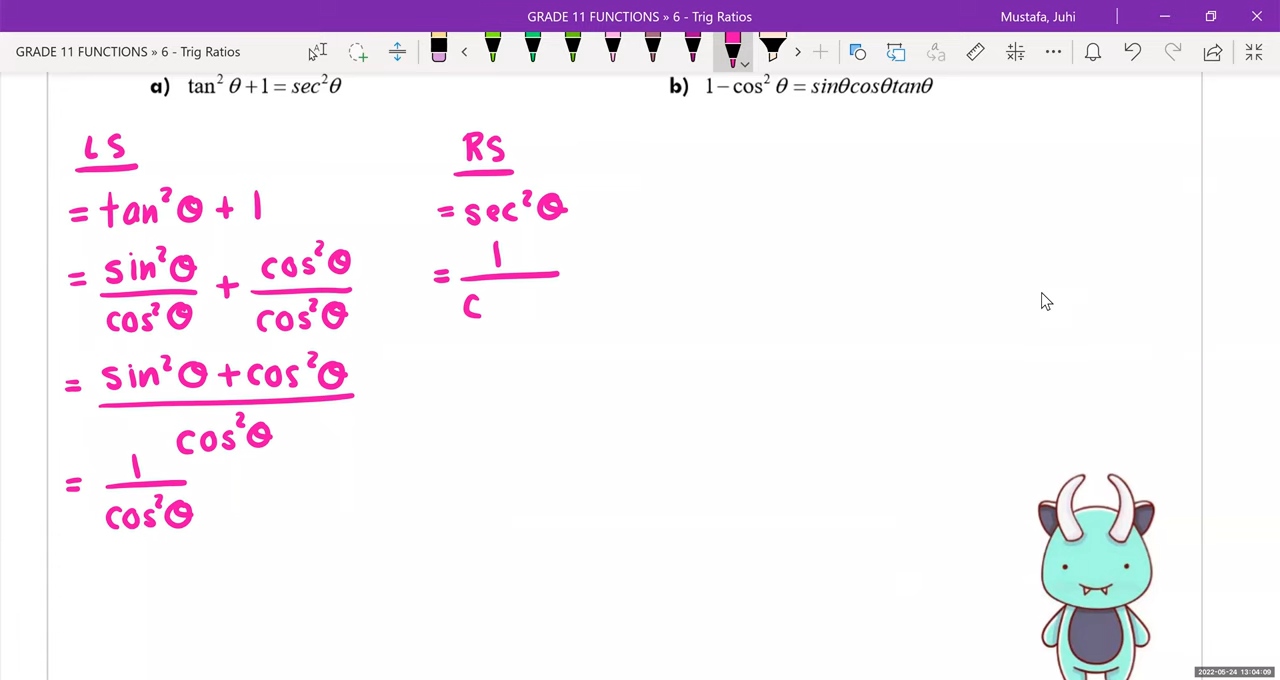 GRADE 11 FUNCTIONS » 6 - Trig Ratios
Mustafa, Juhi
GRADE 11 FUNCTIONS » 6 - Trig Ratios
a) tan² θ + 1 = sec²θ
b) 1 − cos² θ = sinθcosθtanθ
LS
= tan²θ + 1
= sin²θ/cos²θ + cos²θ/cos²θ
= sin²θ + cos²θ
cos²θ
= 1/cos²θ
RS
= sec²θ
= 1/c
2022-05-24 13:04:09